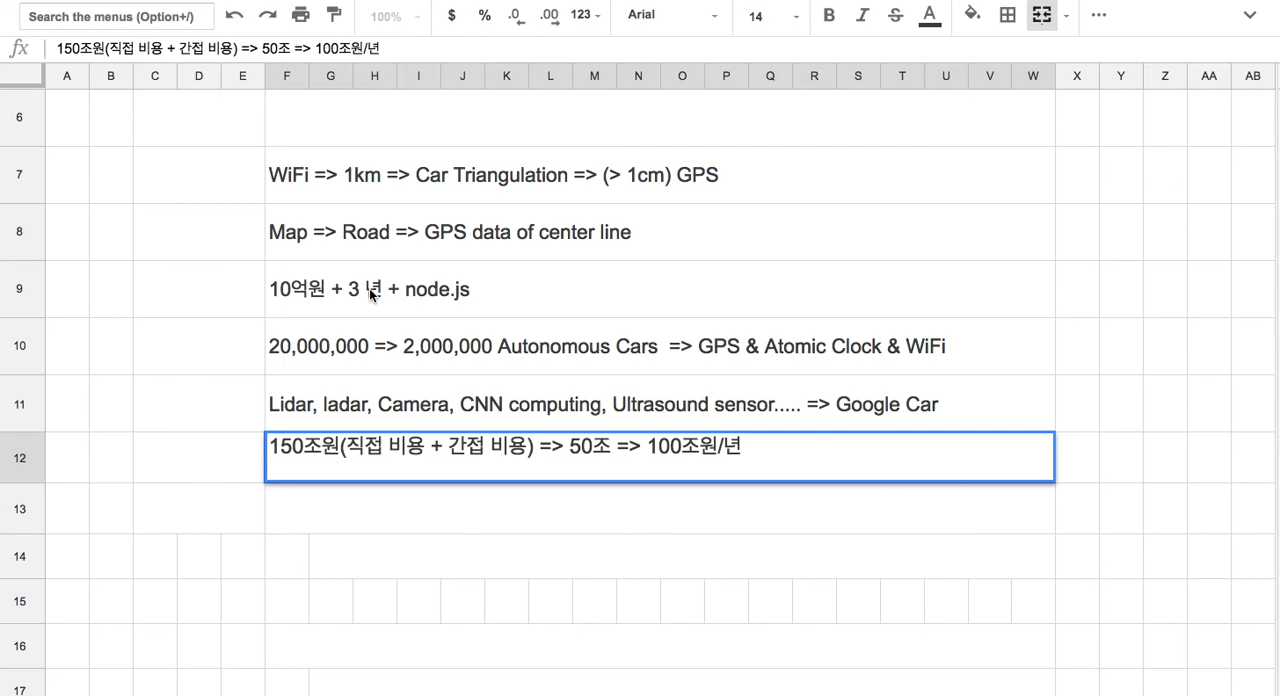 Search the menus (Option+/)
100%
$ % .0 .00 123
Arial
14
B I S A
fx 150조원(직접 비용 + 간접 비용) => 50조 => 100조원/년
A B C D E F G H I J K L M N O P Q R S T U V W X Y Z AA AB
6
7 WiFi => 1km => Car Triangulation => (> 1cm) GPS
8 Map => Road => GPS data of center line
9 10억원 + 3 년 + node.js
10 20,000,000 => 2,000,000 Autonomous Cars => GPS & Atomic Clock & WiFi
11 Lidar, ladar, Camera, CNN computing, Ultrasound sensor..... => Google Car
12 150조원(직접 비용 + 간접 비용) => 50조 => 100조원/년
13
14
15
16
17